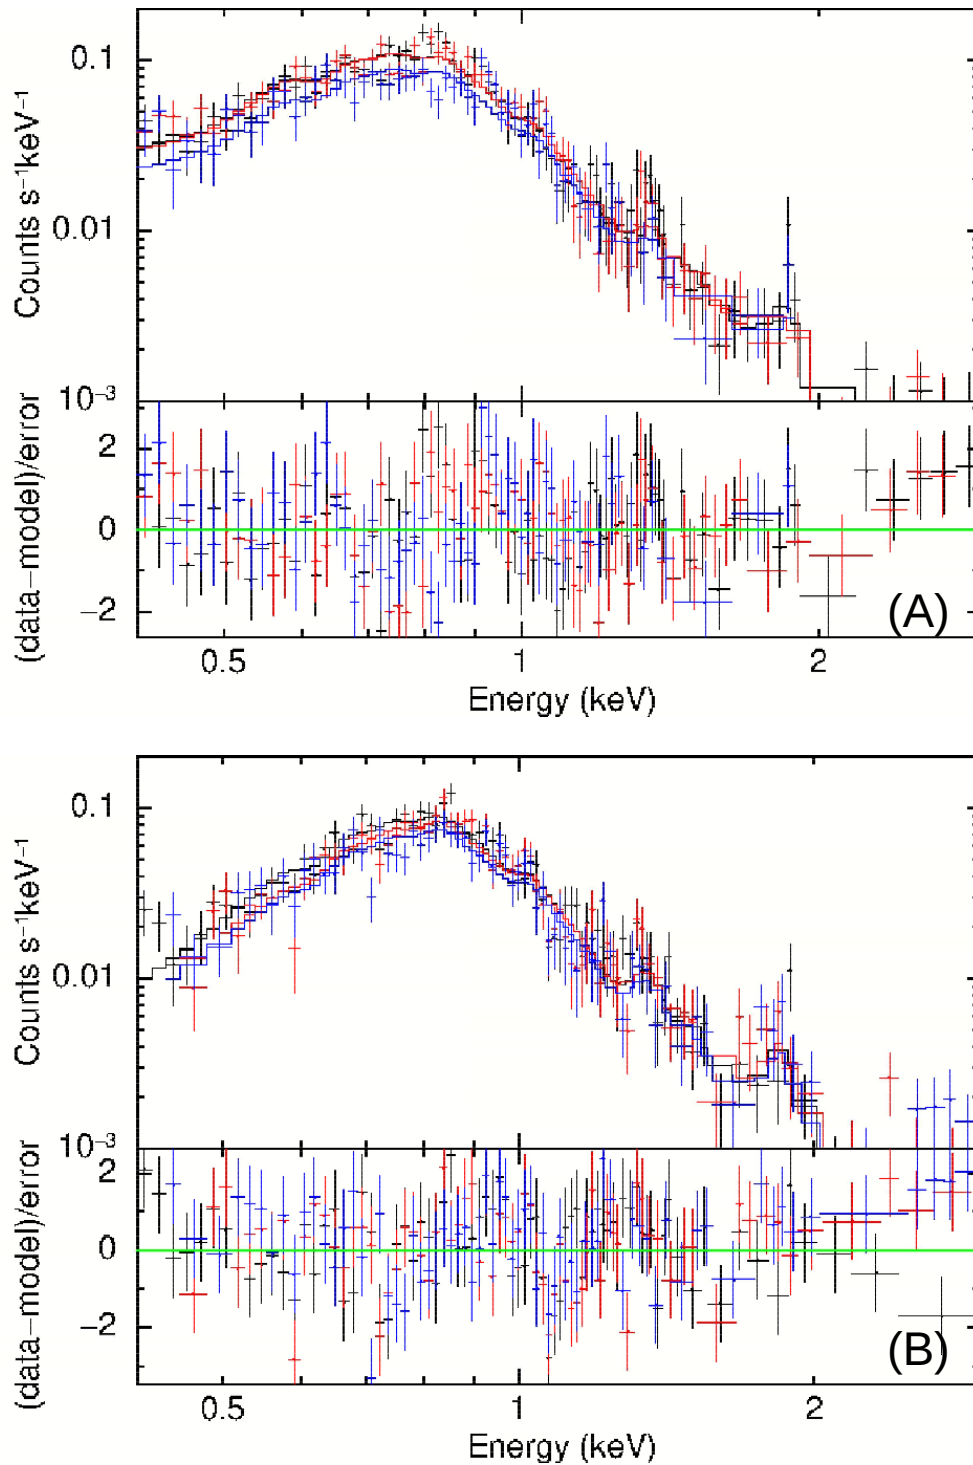 0.1
0.01
10⁻³
Counts s⁻¹keV⁻¹
2
0
−2
(data−model)/error
(A)
0.5
1
2
Energy (keV)
0.1
0.01
10⁻³
Counts s⁻¹keV⁻¹
2
0
−2
(data−model)/error
(B)
0.5
1
2
Energy (keV)